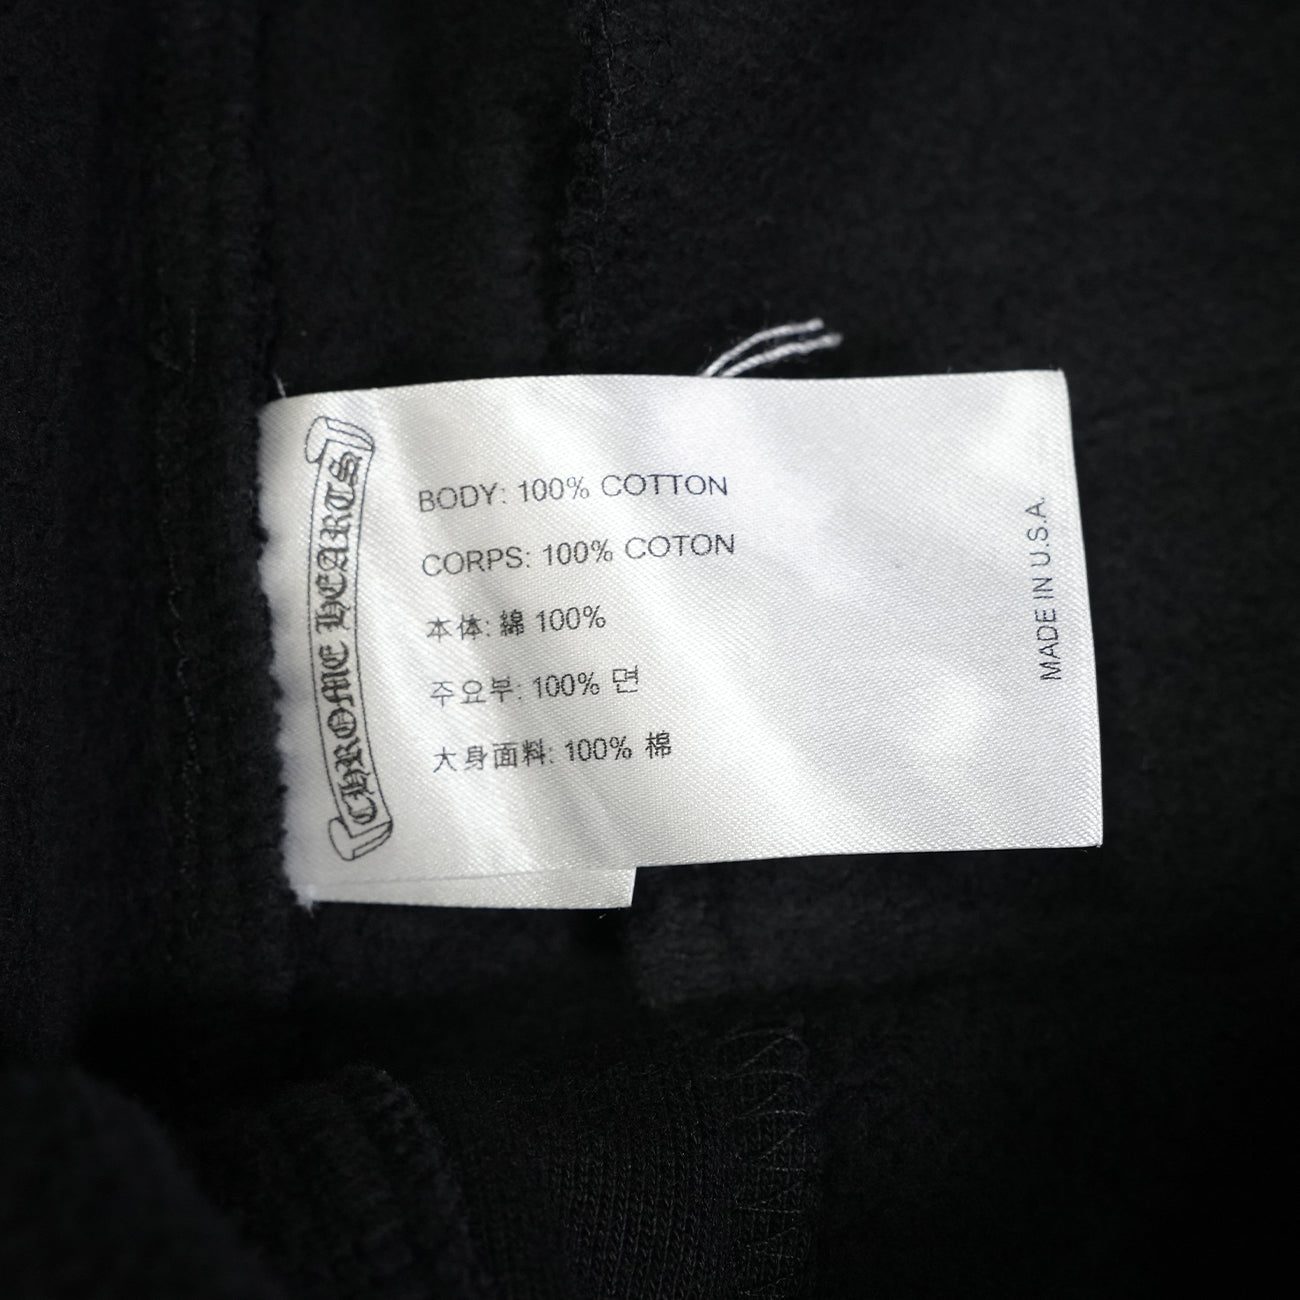 CHROME HEARTS
BODY: 100% COTTON
CORPS: 100% COTON
本体: 綿 100%
주요부: 100% 면
大身面料: 100% 棉
MADE IN U.S.A.